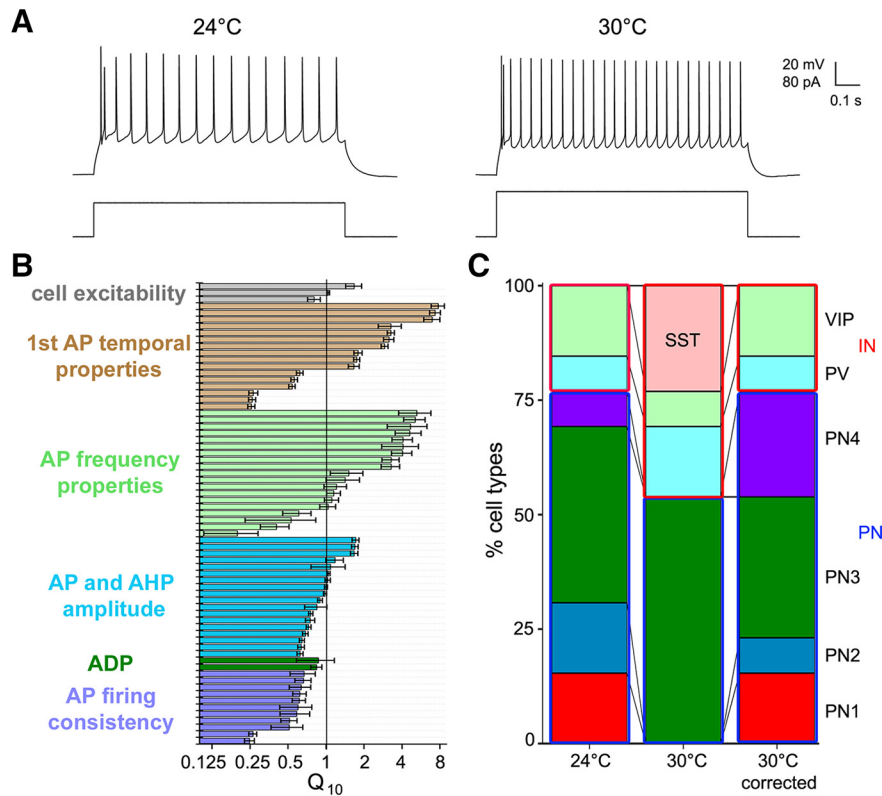 A
24°C
30°C
20 mV
80 pA
0.1 s
B
cell excitability
1st AP temporal
properties
AP frequency
properties
AP and AHP
amplitude
ADP
AP firing
consistency
0.125 0.25 0.5 1 2 4 8
Q10
C
% cell types
100
75
50
25
0
SST
VIP
IN
PV
PN4
PN
PN3
PN2
PN1
24°C 30°C 30°C
corrected